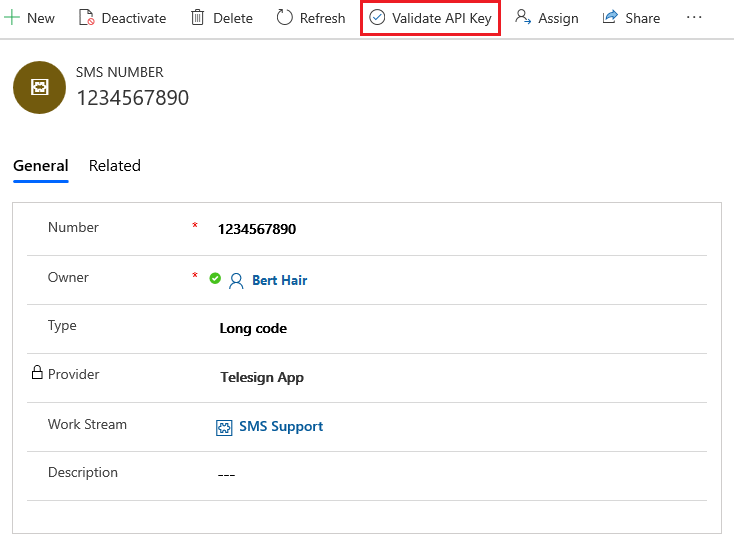 New Deactivate Delete Refresh Validate API Key Assign Share ...
SMS NUMBER
1234567890
General Related
Number * 1234567890
Owner * Bert Hair
Type Long code
Provider Telesign App
Work Stream SMS Support
Description ---